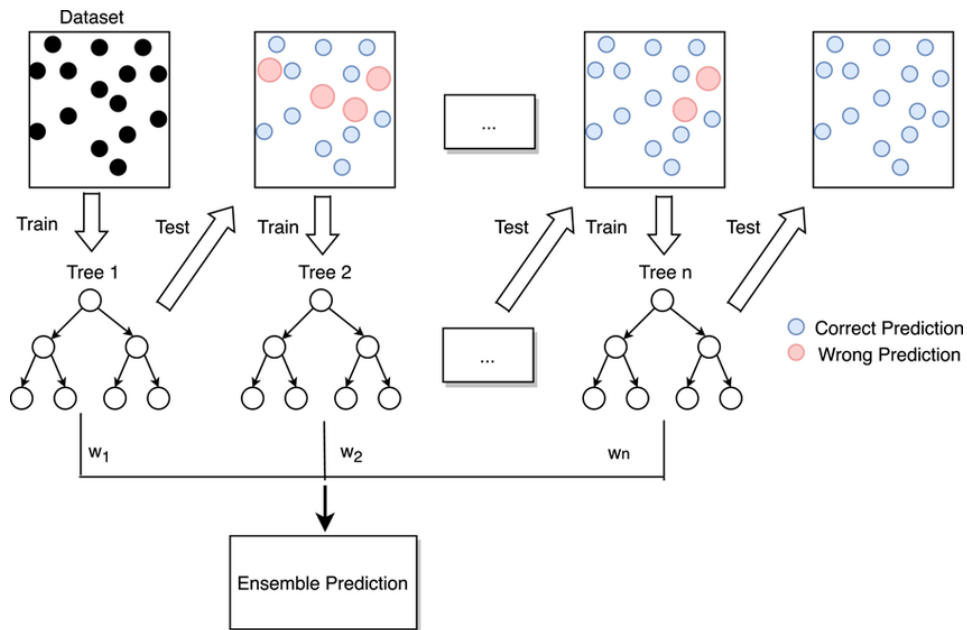 Dataset
...
Train
Test
Train
Test
Train
Test
Tree 1
Tree 2
Tree n
...
Correct Prediction
Wrong Prediction
w1
w2
wn
Ensemble Prediction